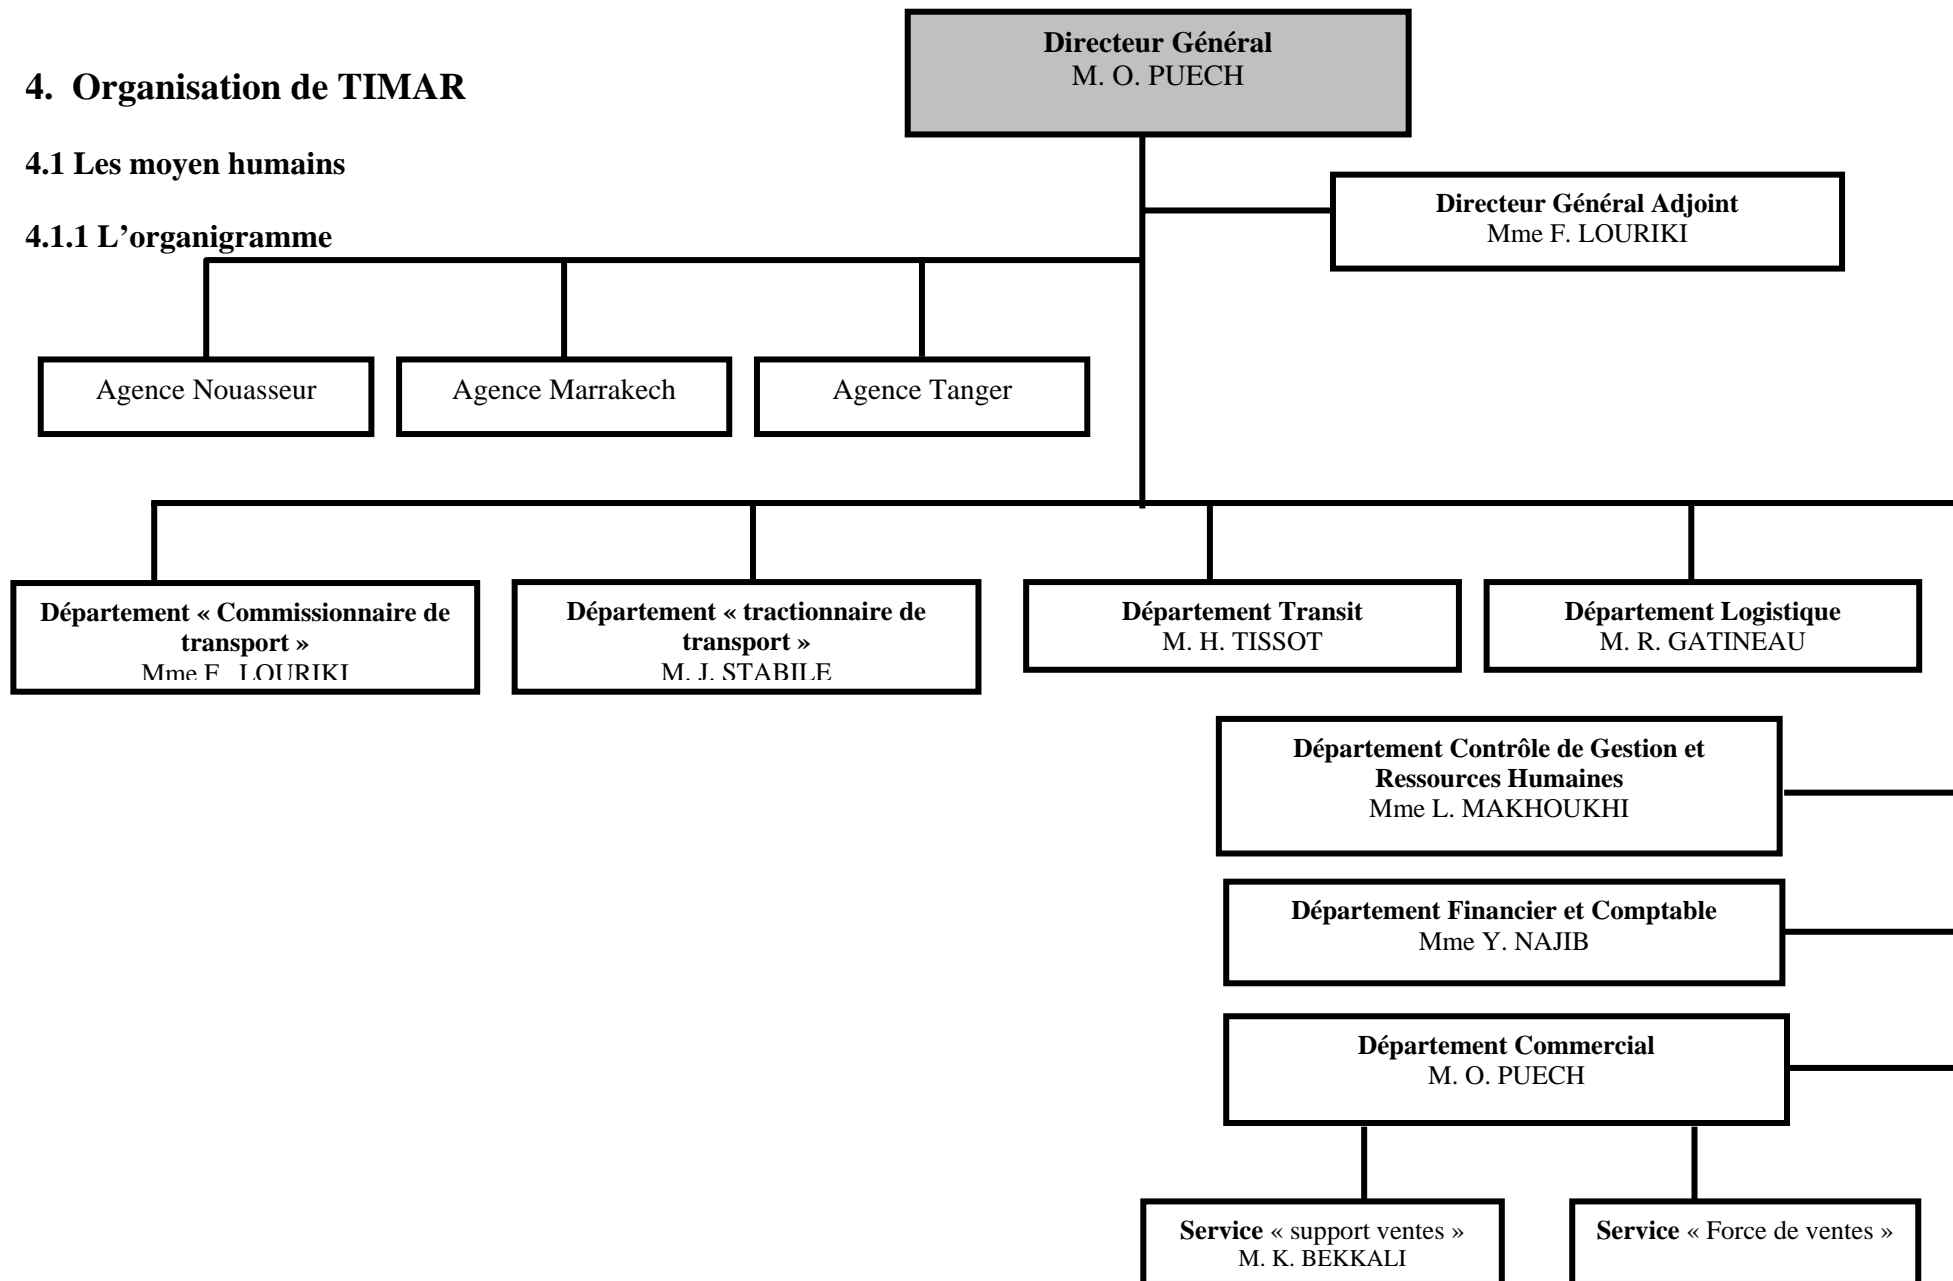 Directeur Général
M. O. PUECH
4. Organisation de TIMAR
4.1 Les moyen humains
Directeur Général Adjoint
Mme F. LOURIKI
4.1.1 L’organigramme
Agence Nouasseur
Agence Marrakech
Agence Tanger
Département « Commissionnaire de
transport »
Mme F. LOURIKI
Département « tractionnaire de
transport »
M. J. STABILE
Département Transit
M. H. TISSOT
Département Logistique
M. R. GATINEAU
Département Contrôle de Gestion et
Ressources Humaines
Mme L. MAKHOUKHI
Département Financier et Comptable
Mme Y. NAJIB
Département Commercial
M. O. PUECH
Service « support ventes »
M. K. BEKKALI
Service « Force de ventes »